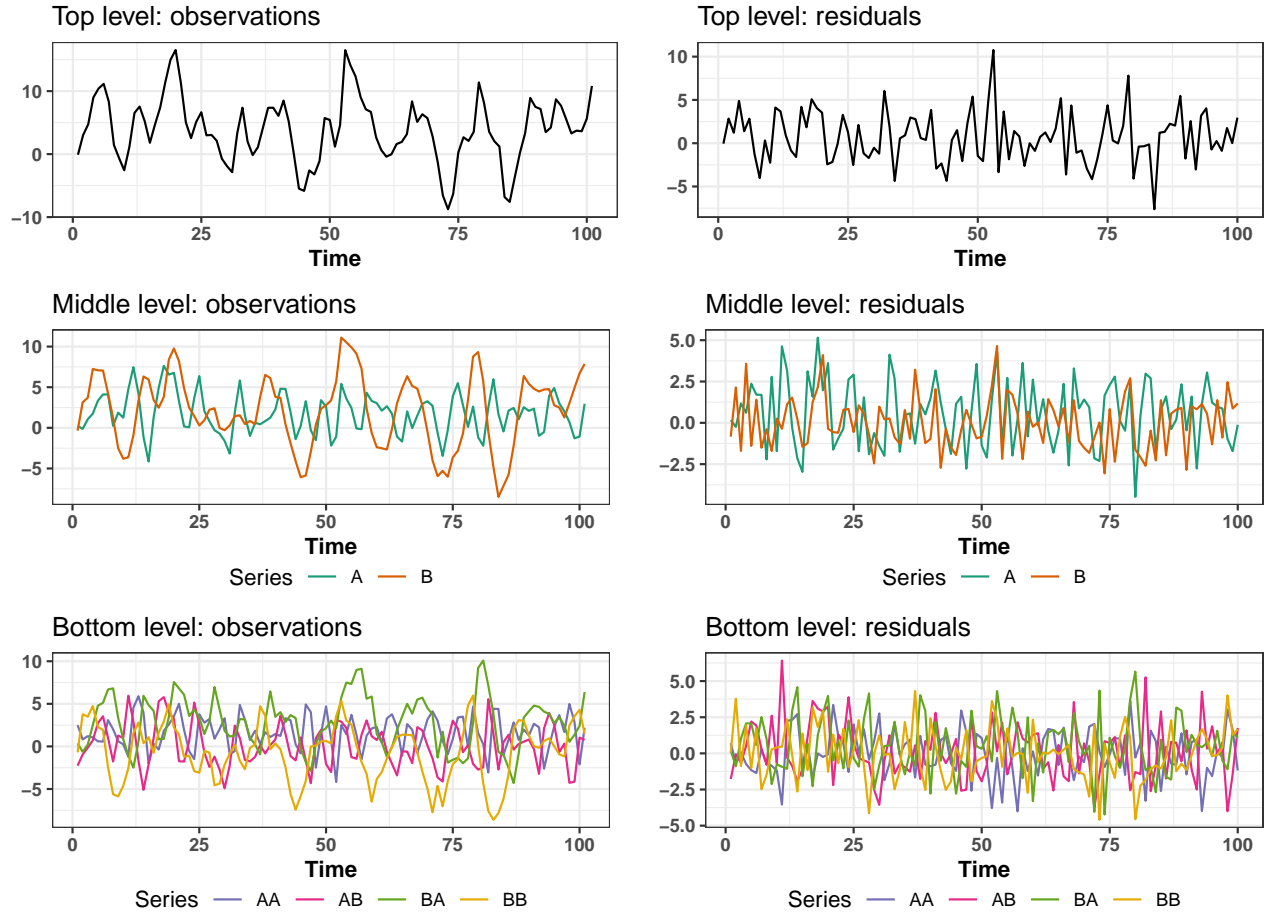 Top level: observations
10
0
−10
0 25 50 75 100
Time
Top level: residuals
10
5
0
−5
0 25 50 75 100
Time
Middle level: observations
10
5
0
−5
0 25 50 75 100
Time
Series A B
Middle level: residuals
5.0
2.5
0.0
−2.5
0 25 50 75 100
Time
Series A B
Bottom level: observations
10
5
0
−5
0 25 50 75 100
Time
Series AA AB BA BB
Bottom level: residuals
5.0
2.5
0.0
−2.5
−5.0
0 25 50 75 100
Time
Series AA AB BA BB